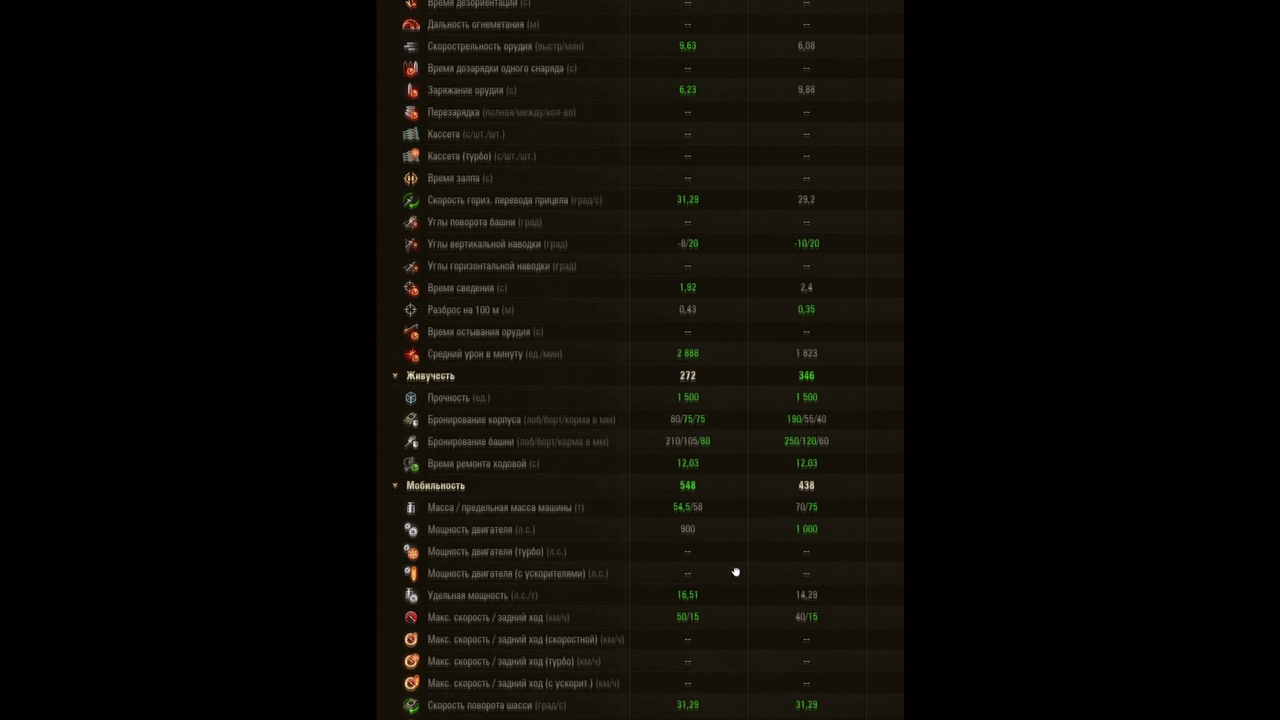 Время дезориентации (с) -- --
Дальность огнеметания (м) -- --
Скорострельность орудия (выстр/мин) 9,63 6,08
Время дозарядки одного снаряда (с) -- --
Заряжание орудия (с) 6,23 9,88
Перезарядка (полная/между/кол-во) -- --
Кассета (с/шт./шт.) -- --
Кассета (турбо) (с/шт./шт.) -- --
Время залпа (с) -- --
Скорость гориз. перевода прицела (град/с) 31,29 29,2
Углы поворота башни (град) -- --
Углы вертикальной наводки (град) -8/20 -10/20
Углы горизонтальной наводки (град) -- --
Время сведения (с) 1,92 2,4
Разброс на 100 м (м) 0,43 0,35
Время остывания орудия (с) -- --
Средний урон в минуту (ед./мин) 2 888 1 823
Живучесть 272 346
Прочность (ед.) 1 500 1 500
Бронирование корпуса (лоб/борт/корма в мм) 80/75/75 190/55/40
Бронирование башни (лоб/борт/корма в мм) 210/105/80 250/120/60
Время ремонта ходовой (с) 12,03 12,03
Мобильность 548 438
Масса / предельная масса машины (т) 54,5/58 70/75
Мощность двигателя (л.с.) 900 1 000
Мощность двигателя (турбо) (л.с.) -- --
Мощность двигателя (с ускорителями) (л.с.) -- --
Удельная мощность (л.с./т) 16,51 14,29
Макс. скорость / задний ход (км/ч) 50/15 40/15
Макс. скорость / задний ход (скоростной) (км/ч) -- --
Макс. скорость / задний ход (турбо) (км/ч) -- --
Макс. скорость / задний ход (с ускорит.) (км/ч) -- --
Скорость поворота шасси (град/с) 31,29 31,29